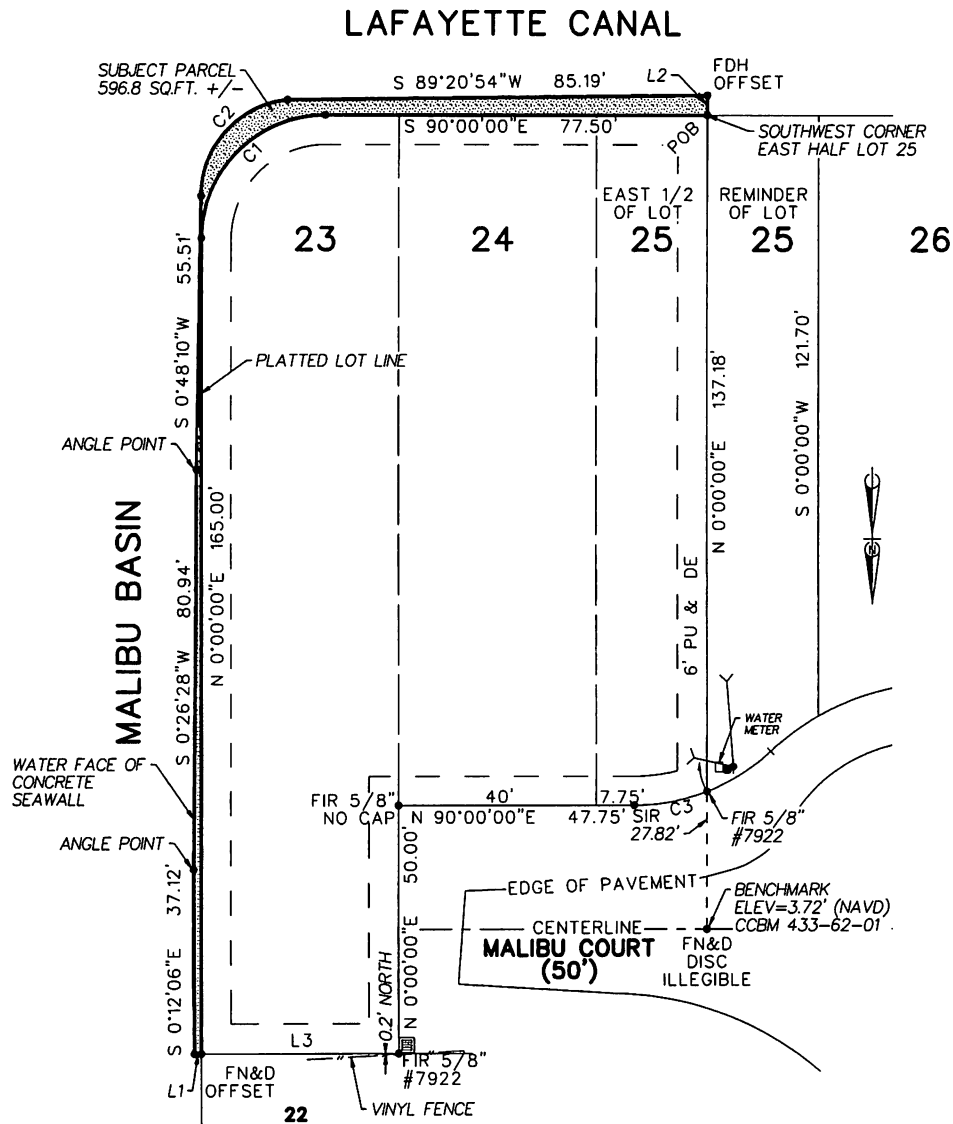 LAFAYETTE CANAL
SUBJECT PARCEL
596.8 SQ.FT. +/-
S 89°20'54"W 85.19'
L2
FDH
OFFSET
C2
C1
S 90°00'00"E 77.50'
POB
SOUTHWEST CORNER
EAST HALF LOT 25
EAST 1/2
OF LOT
REMINDER
OF LOT
23
24
25
25
26
S 0°48'10"W 55.51'
PLATTED LOT LINE
ANGLE POINT
MALIBU BASIN
N 0°00'00"E 165.00'
S 0°26'28"W 80.94'
N 0°00'00"E 137.18'
S 0°00'00"W 121.70'
N
6' PU & DE
WATER
METER
WATER FACE OF
CONCRETE
SEAWALL
FIR 5/8"
NO CAP
40'
7.75'
N 90°00'00"E 47.75'
SIR
C3
27.82'
FIR 5/8"
#7922
ANGLE POINT
S 0°12'06"E 37.12'
N 0°00'00"E 50.00'
EDGE OF PAVEMENT
BENCHMARK
ELEV=3.72' (NAVD)
CCBM 433-62-01
CENTERLINE
MALIBU COURT
(50')
FN&D
DISC
ILLEGIBLE
0.2' NORTH
L3
FIR 5/8"
#7922
L1
FN&D
OFFSET
VINYL FENCE
22